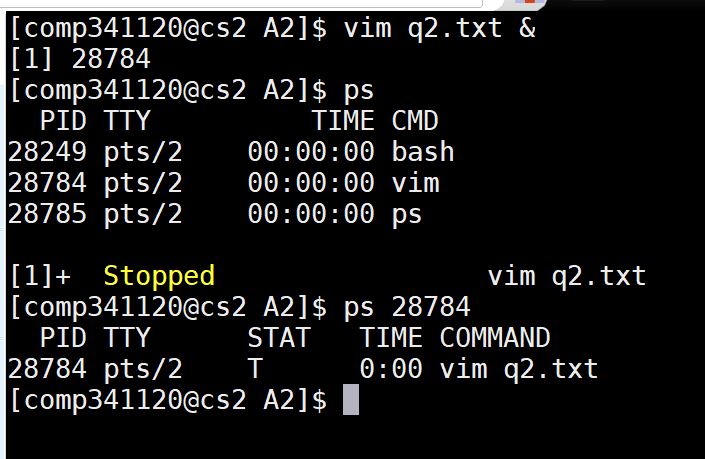 [comp341120@cs2 A2]$ vim q2.txt &
[1] 28784
[comp341120@cs2 A2]$ ps
  PID TTY          TIME CMD
28249 pts/2    00:00:00 bash
28784 pts/2    00:00:00 vim
28785 pts/2    00:00:00 ps

[1]+  Stopped                 vim q2.txt
[comp341120@cs2 A2]$ ps 28784
  PID TTY      STAT   TIME COMMAND
28784 pts/2    T      0:00 vim q2.txt
[comp341120@cs2 A2]$